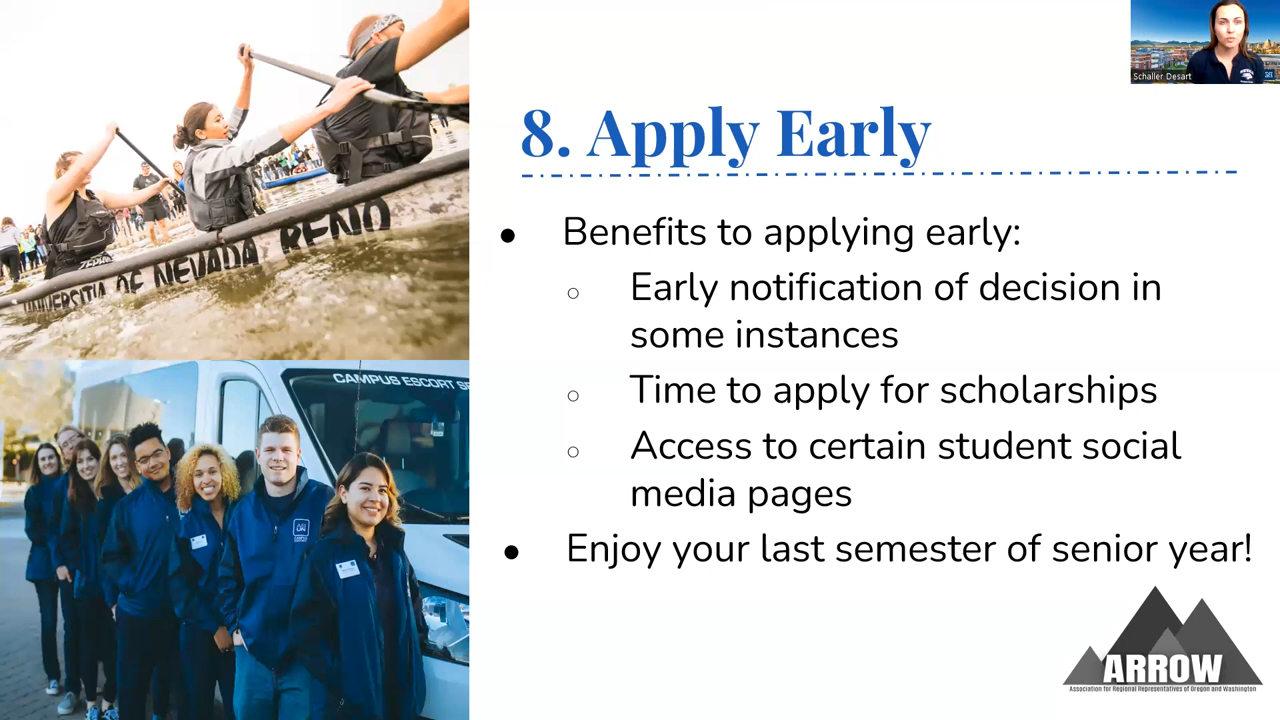 Schaller Desart
8. Apply Early
Benefits to applying early:
Early notification of decision in
some instances
Time to apply for scholarships
Access to certain student social
media pages
Enjoy your last semester of senior year!
UNIVERSITIA OF NEVADA, RENO
CAMPUS ESCORT
ARROW
Association for Regional Representatives of Oregon and Washington